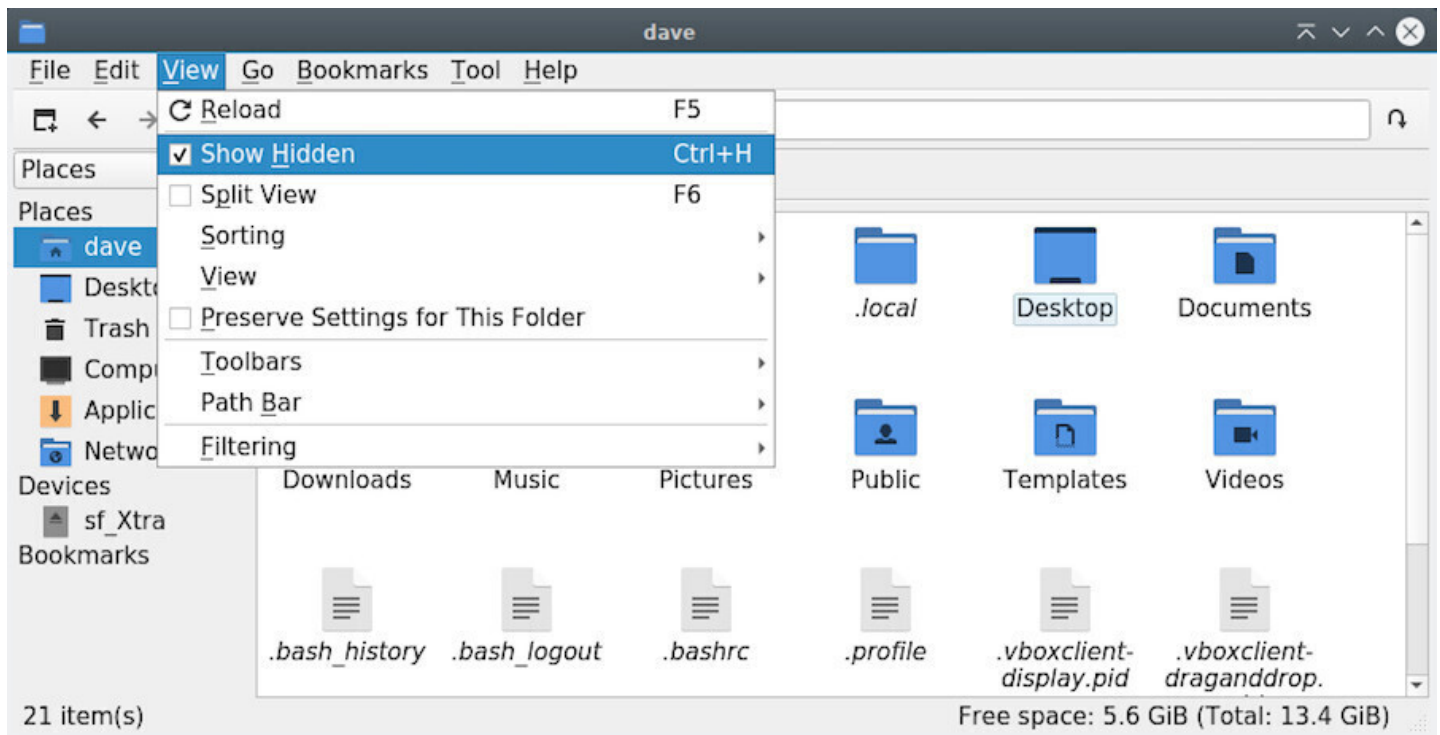 dave
File Edit View Go Bookmarks Tool Help
Reload F5
Show Hidden Ctrl+H
Split View F6
Sorting
View
Preserve Settings for This Folder
Toolbars
Path Bar
Filtering
Places
Places
dave
Deskto
Trash
Compu
Applic
Netwo
Devices
sf_Xtra
Bookmarks
.local Desktop Documents
Downloads Music Pictures Public Templates Videos
.bash_history .bash_logout .bashrc .profile .vboxclient- .vboxclient-
display.pid draganddrop.
21 item(s) Free space: 5.6 GiB (Total: 13.4 GiB)